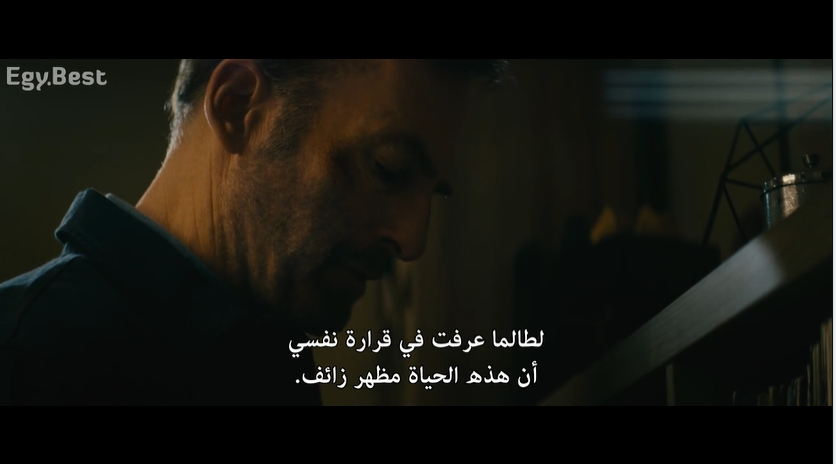 Egy.Best
لطالما عرفت في قرارة نفسي
أن هذه الحياة مظهر زائف.